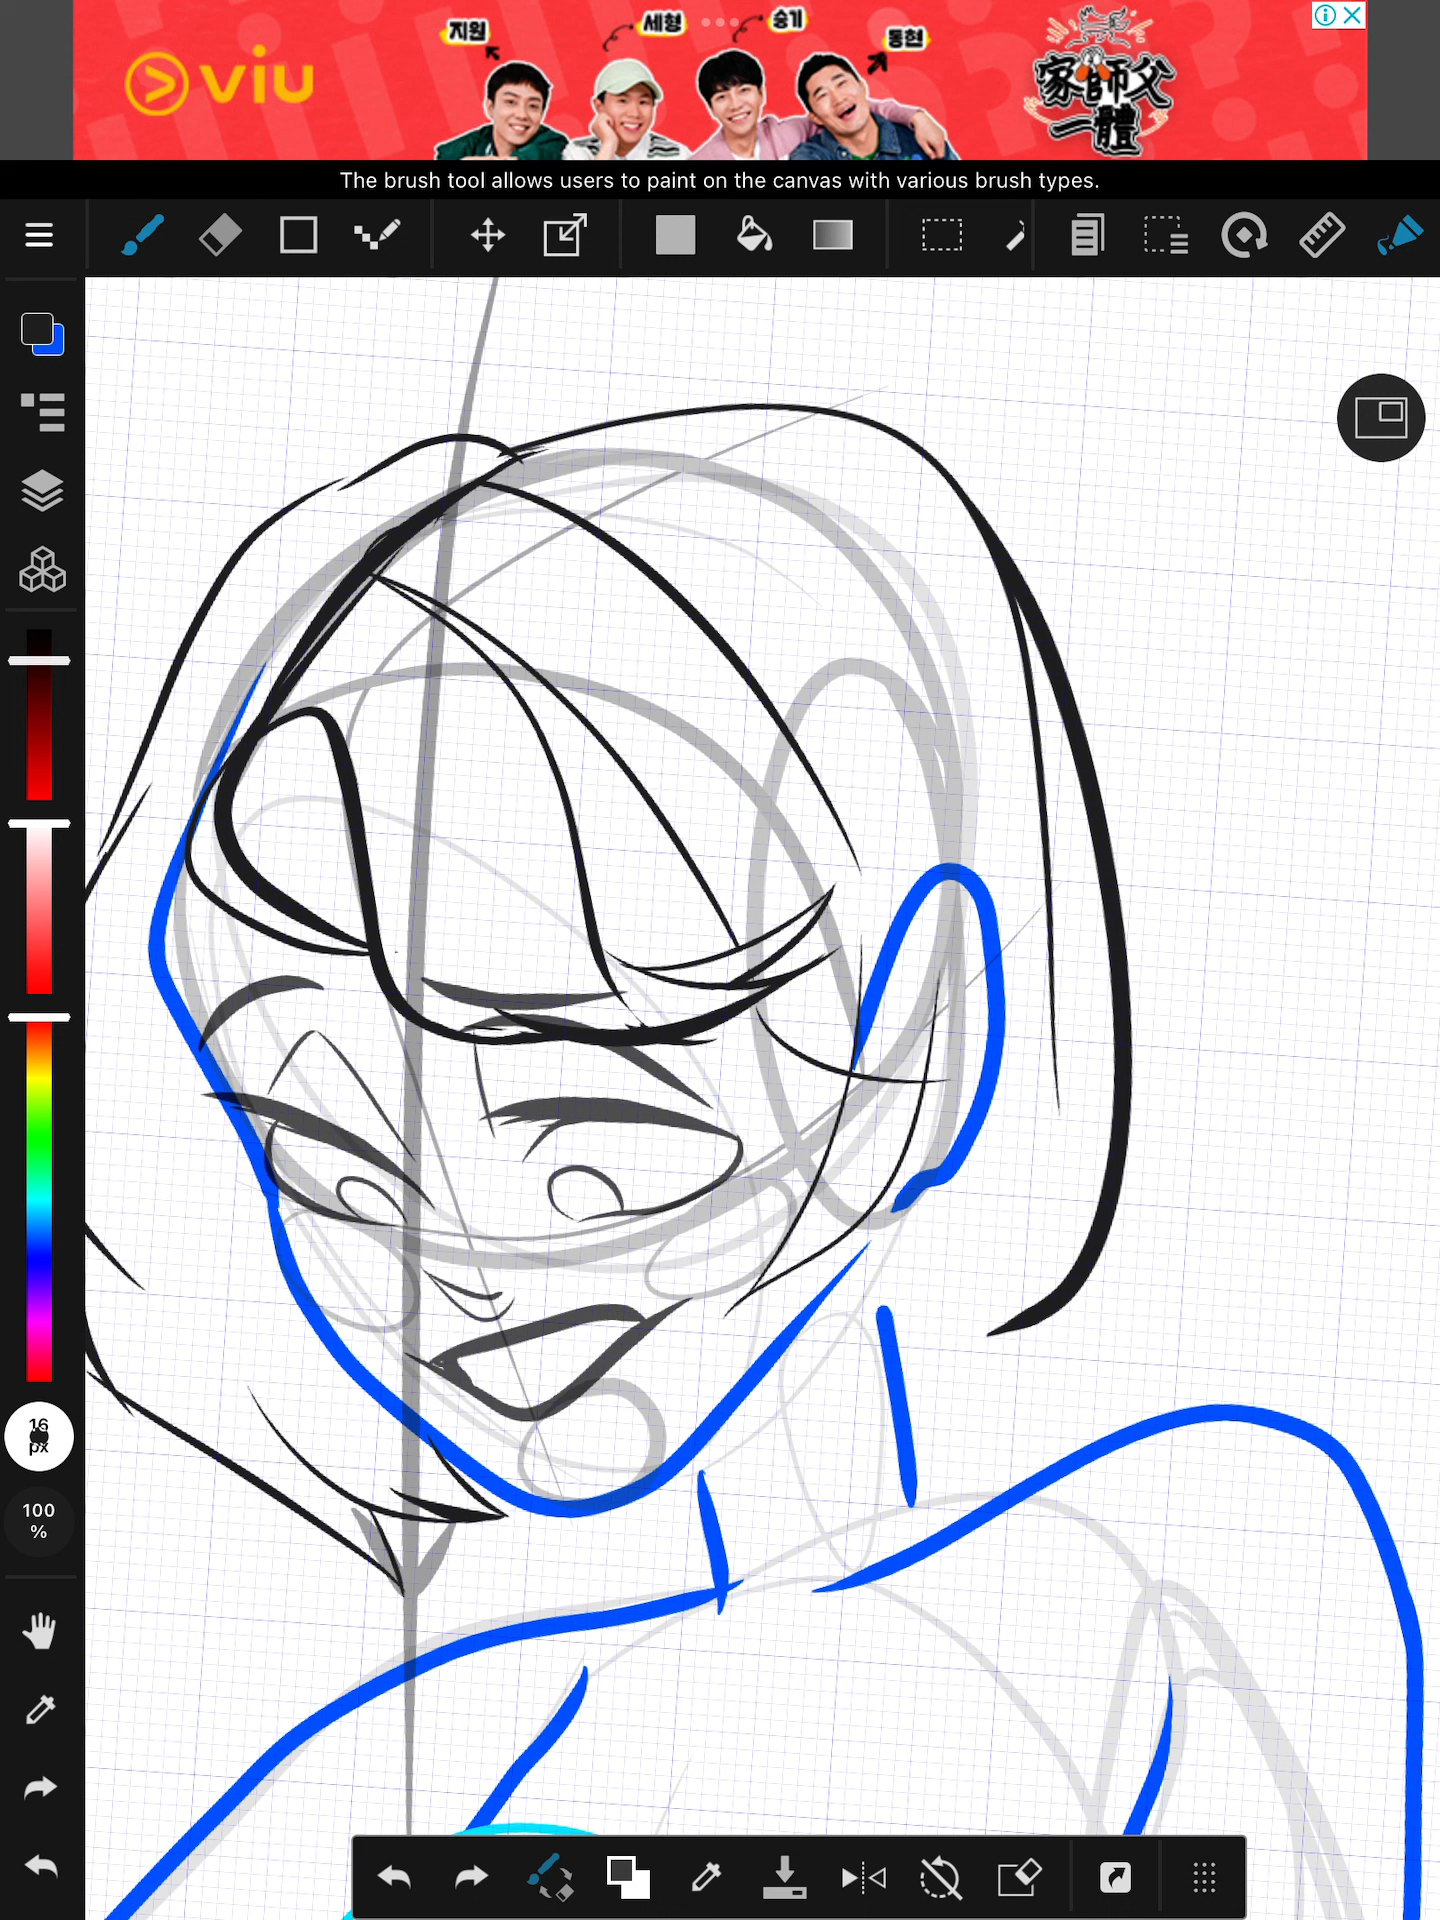 지원
세형
승기
동현
viu
家師父
一體
The brush tool allows users to paint on the canvas with various brush types.
16
px
100
%